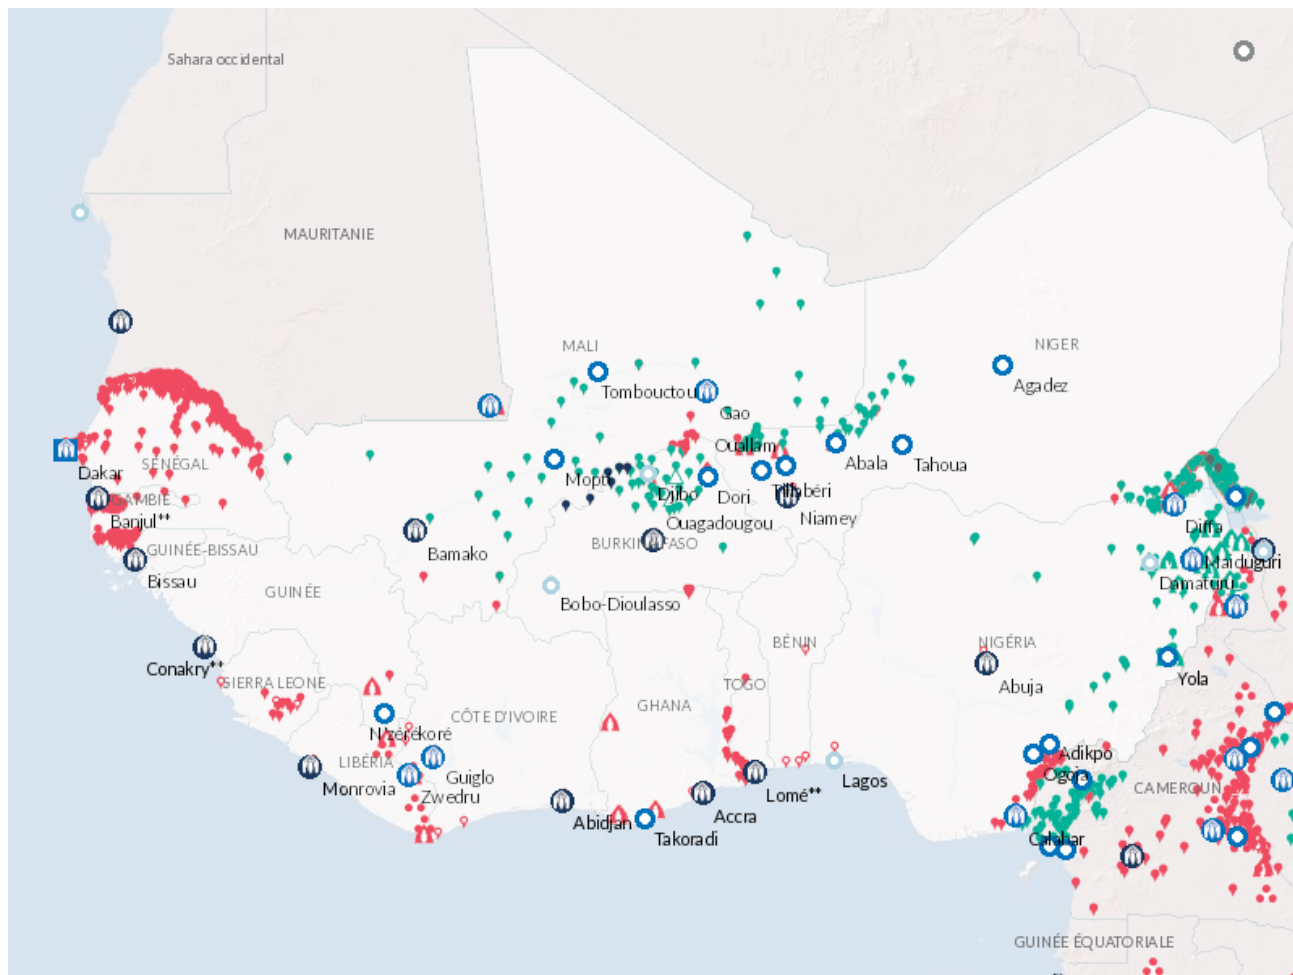 Sahara occidental
MAURITANIE
MALI
NIGER
Tombouctou
Agadez
Gao
Ouallam
Abala
Tahoua
Dakar
SÉNÉGAL
Mopti
Djibo
Dori
Tillabéri
GAMBIE
Banjul**
Ouagadougou
Niamey
Diffa
Bamako
BURKINA FASO
GUINÉE-BISSAU
Bissau
Maiduguri
Damaturu
GUINÉE
Bobo-Dioulasso
Conakry**
BÉNIN
NIGÉRIA
SIERRA LEONE
TOGO
Abuja
Yola
GHANA
CÔTE D'IVOIRE
N'zérékoré
Adikpo
LIBÉRIA
Guiglo
Ogoja
Monrovia
Zwedru
Lomé**
Lagos
CAMEROUN
Abidjan
Accra
Takoradi
Calabar
GUINÉE ÉQUATORIALE